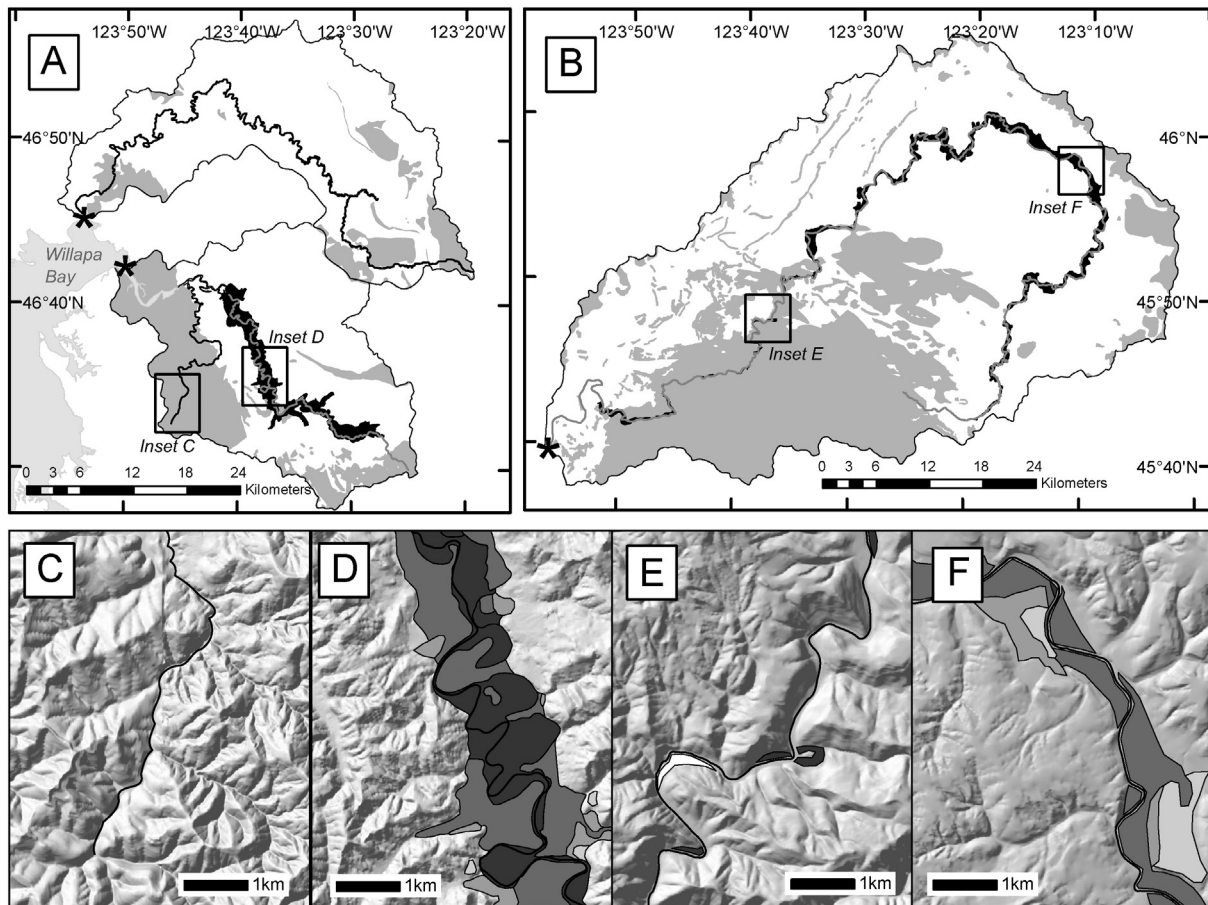 A
123°50'W
123°40'W
123°30'W
123°20'W
46°50'N
46°40'N
Willapa
Bay
Inset D
Inset C
0 3 6 12 18 24
Kilometers
B
123°50'W
123°40'W
123°30'W
123°20'W
123°10'W
46°N
45°50'N
45°40'N
Inset F
Inset E
0 3 6 12 18 24
Kilometers
C
1km
D
1km
E
1km
F
1km